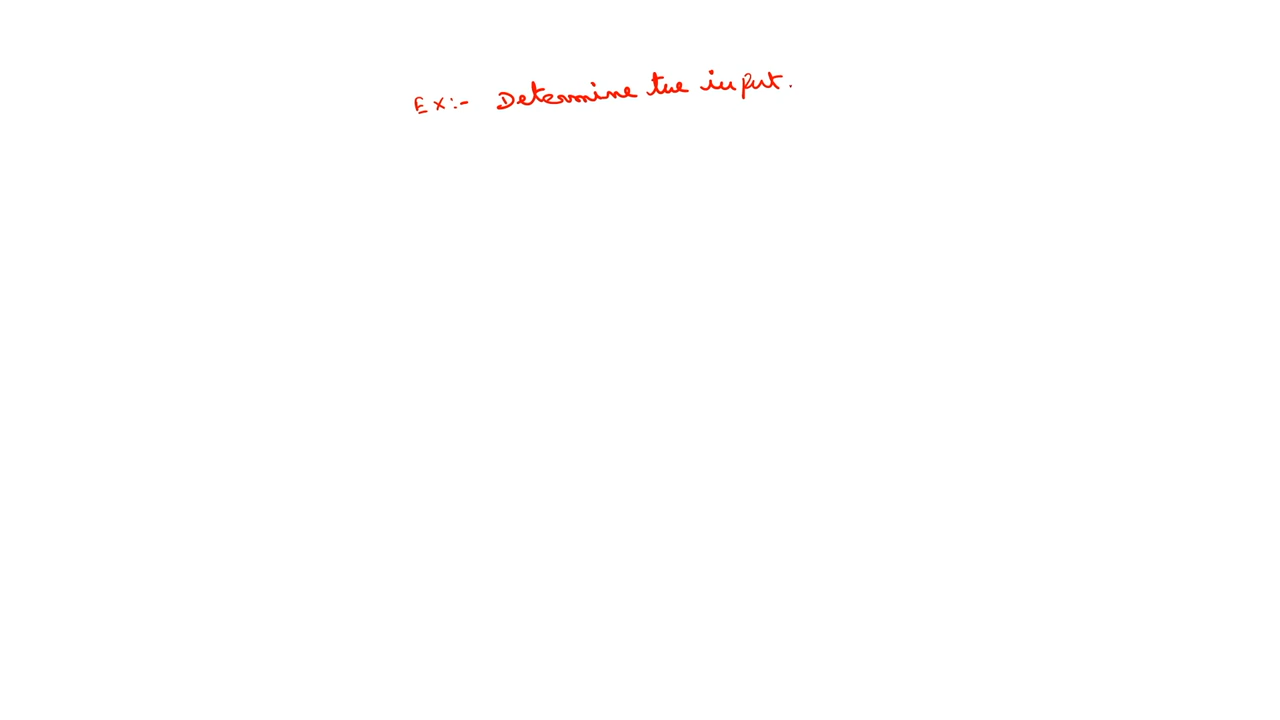 Ex:- Determine the input.